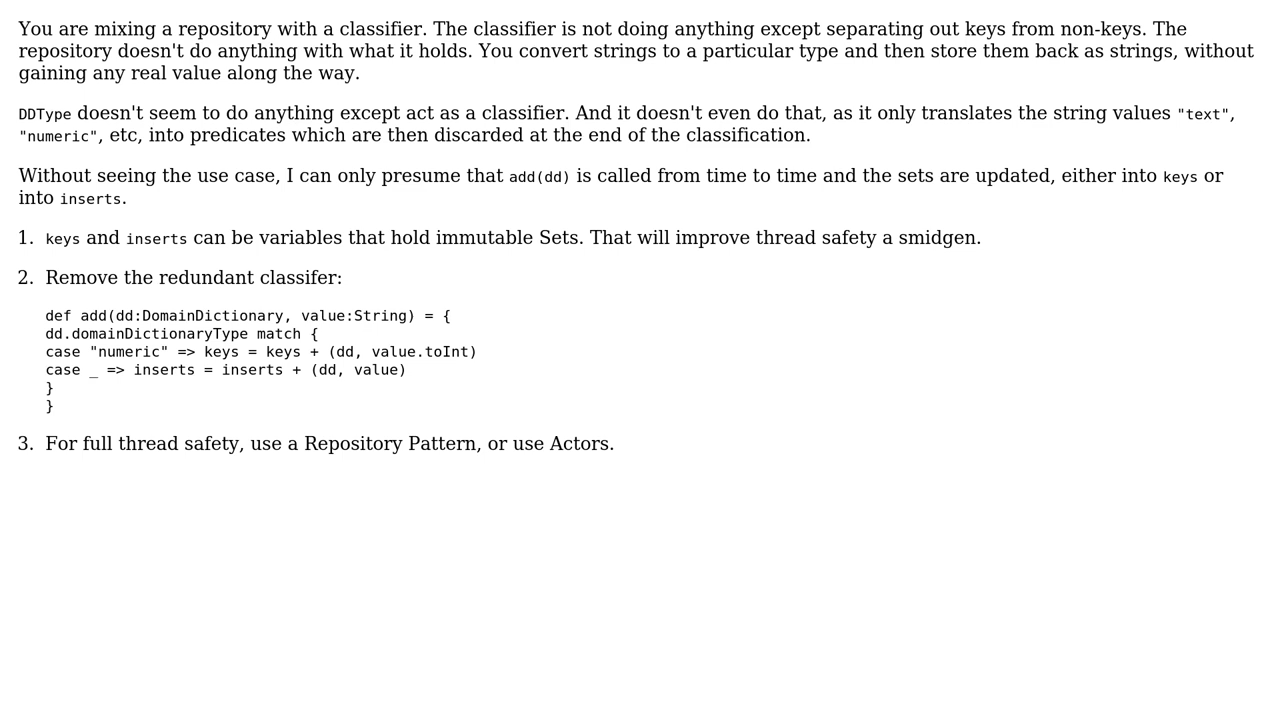 You are mixing a repository with a classifier. The classifier is not doing anything except separating out keys from non-keys. The
repository doesn't do anything with what it holds. You convert strings to a particular type and then store them back as strings, without
gaining any real value along the way.
DDType doesn't seem to do anything except act as a classifier. And it doesn't even do that, as it only translates the string values "text",
"numeric", etc, into predicates which are then discarded at the end of the classification.
Without seeing the use case, I can only presume that add(dd) is called from time to time and the sets are updated, either into keys or
into inserts.
1. keys and inserts can be variables that hold immutable Sets. That will improve thread safety a smidgen.
2. Remove the redundant classifer:
def add(dd:DomainDictionary, value:String) = {
dd.domainDictionaryType match {
case "numeric" => keys = keys + (dd, value.toInt)
case _ => inserts = inserts + (dd, value)
}
}
3. For full thread safety, use a Repository Pattern, or use Actors.